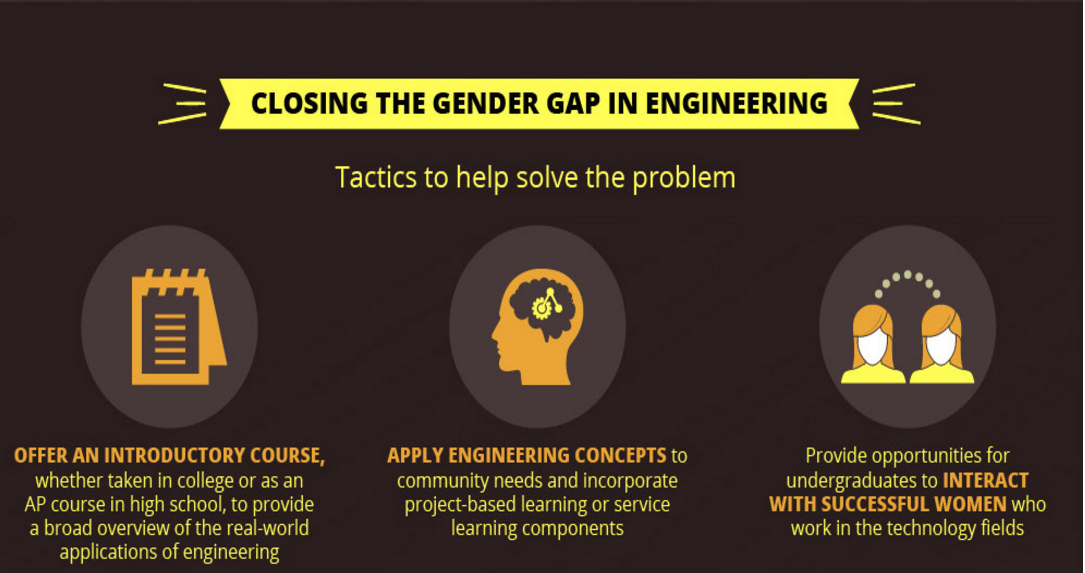 CLOSING THE GENDER GAP IN ENGINEERING
Tactics to help solve the problem
OFFER AN INTRODUCTORY COURSE,
whether taken in college or as an
AP course in high school, to provide
a broad overview of the real-world
applications of engineering
APPLY ENGINEERING CONCEPTS to
community needs and incorporate
project-based learning or service
learning components
Provide opportunities for
undergraduates to INTERACT
WITH SUCCESSFUL WOMEN who
work in the technology fields